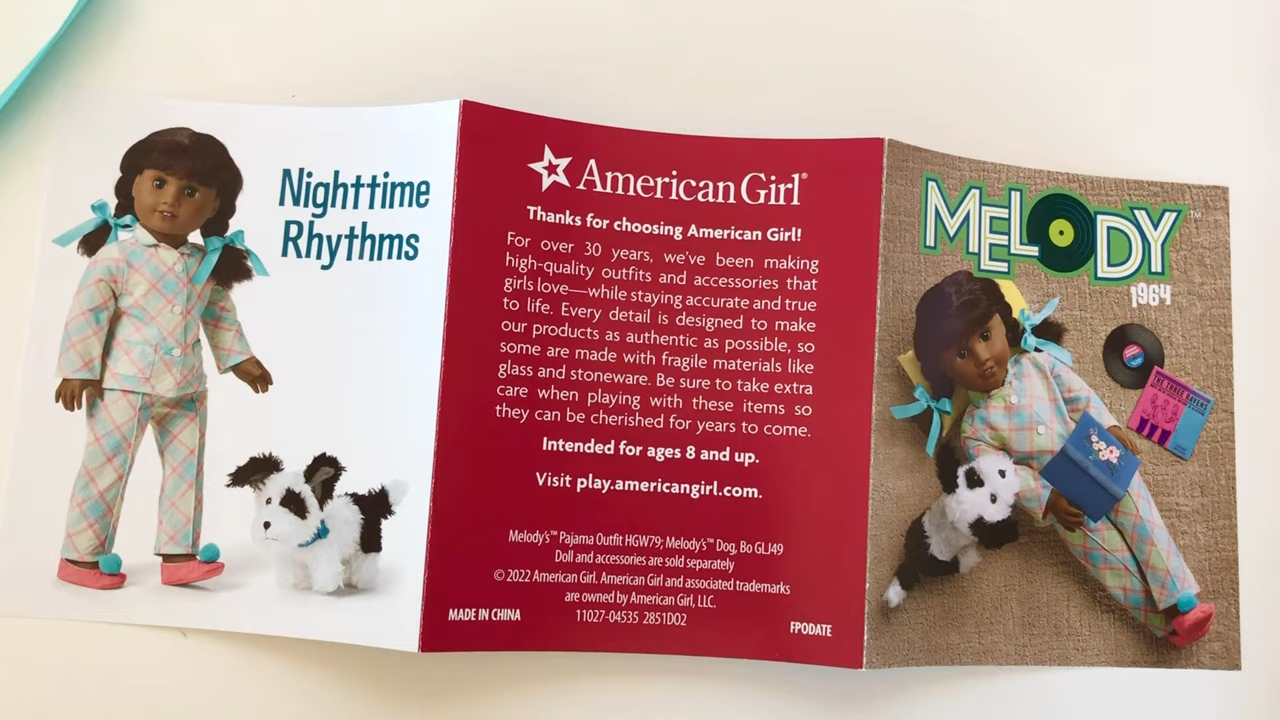 Nighttime
Rhythms
American Girl®
Thanks for choosing American Girl!
For over 30 years, we've been making
high-quality outfits and accessories that
girls love—while staying accurate and true
to life. Every detail is designed to make
our products as authentic as possible, so
some are made with fragile materials like
glass and stoneware. Be sure to take extra
care when playing with these items so
they can be cherished for years to come.
Intended for ages 8 and up.
Visit play.americangirl.com.
Melody's™ Pajama Outfit HGW79; Melody's™ Dog, Bo GLJ49
Doll and accessories are sold separately
© 2022 American Girl. American Girl and associated trademarks
are owned by American Girl, LLC.
MADE IN CHINA
11027-04535 2851D02
FPODATE
MELODY™
1964
THE THREE RAVENS